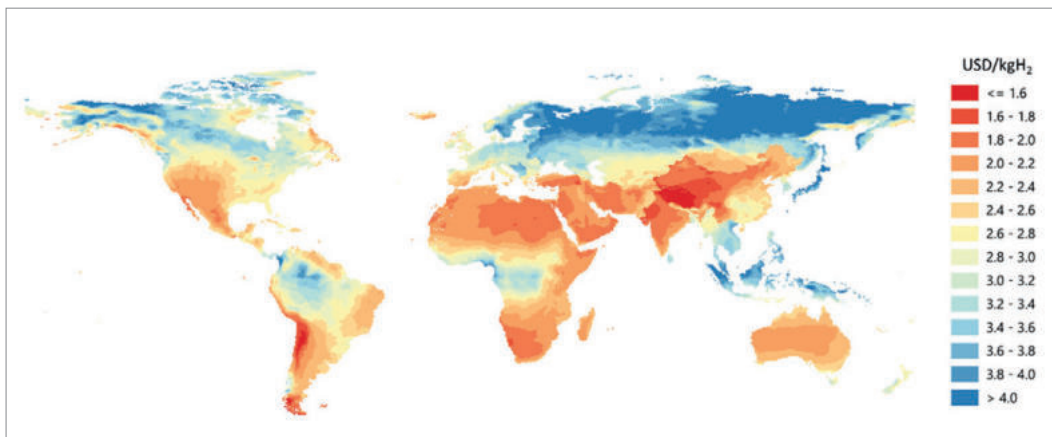 USD/kgH₂
<= 1.6
1.6 - 1.8
1.8 - 2.0
2.0 - 2.2
2.2 - 2.4
2.4 - 2.6
2.6 - 2.8
2.8 - 3.0
3.0 - 3.2
3.2 - 3.4
3.4 - 3.6
3.6 - 3.8
3.8 - 4.0
> 4.0